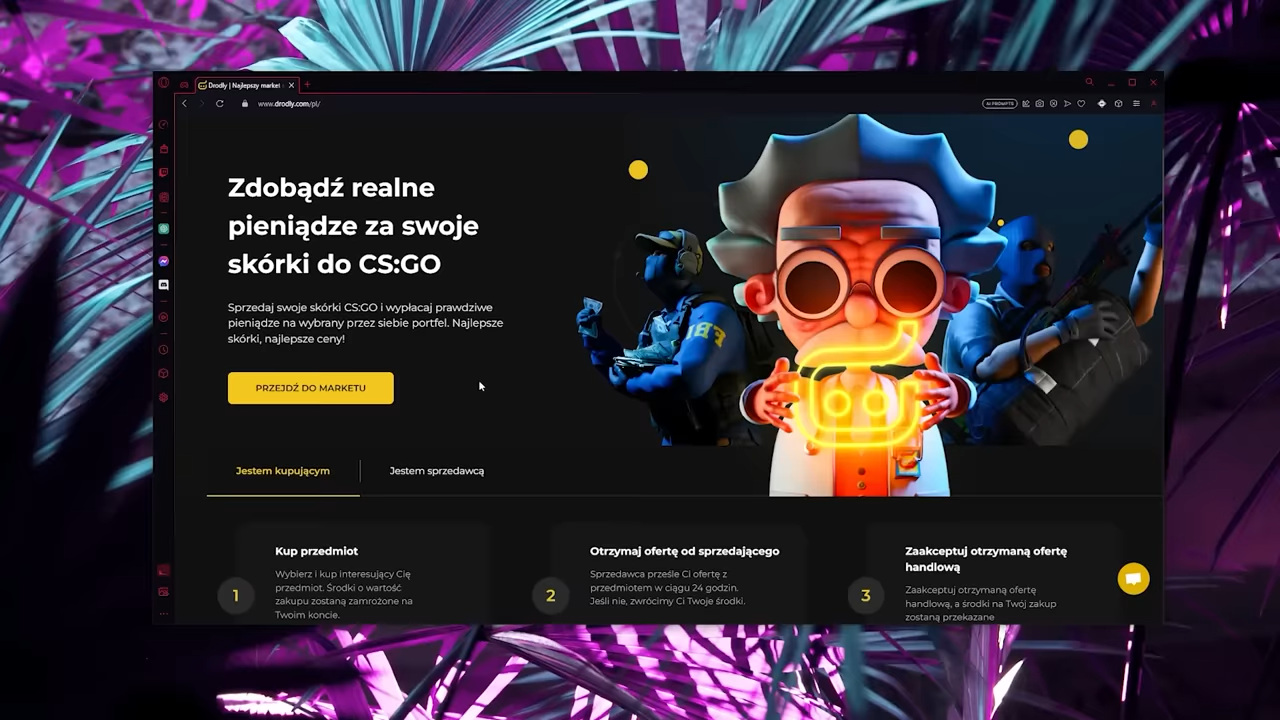 Drodly | Najlepszy market
www.drodly.com/pl/
AI PROMPTS
Zdobądź realne
pieniądze za swoje
skórki do CS:GO
Sprzedaj swoje skórki CS:GO i wypłacaj prawdziwe
pieniądze na wybrany przez siebie portfel. Najlepsze
skórki, najlepsze ceny!
PRZEJDŹ DO MARKETU
FBI
Jestem kupującym
Jestem sprzedawcą
1
Kup przedmiot
Wybierz i kup interesujący Cię
przedmiot. Środki o wartość
zakupu zostaną zamrożone na
Twoim koncie.
2
Otrzymaj ofertę od sprzedającego
Sprzedawca prześle Ci ofertę z
przedmiotem w ciągu 24 godzin.
Jeśli nie, zwrócimy Ci Twoje środki.
3
Zaakceptuj otrzymaną ofertę
handlową
Zaakceptuj otrzymaną ofertę
handlową, a środki na Twój zakup
zostaną przekazane